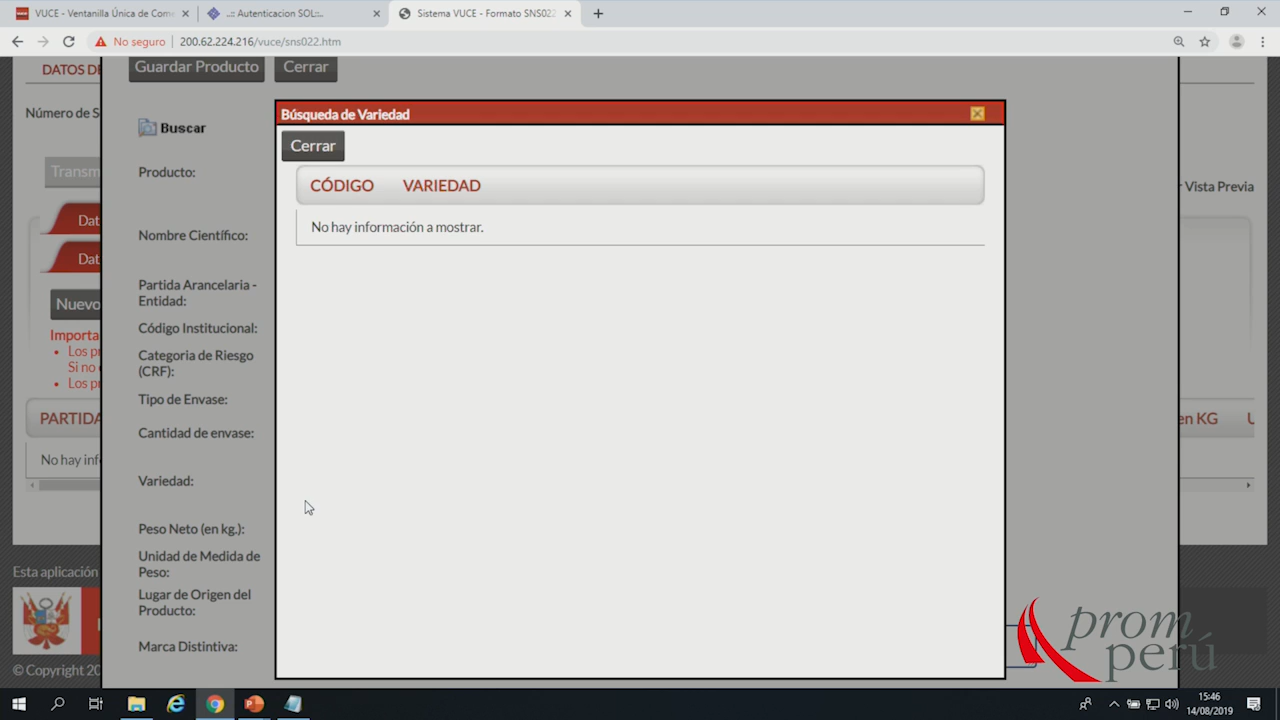 VUCE - Ventanilla Única de Come
..:: Autenticacion SOL::..
Sistema VUCE - Formato SNS022
No seguro
200.62.224.216/vuce/sns022.htm
DATOS DE
Guardar Producto
Cerrar
Número de S
Buscar
Búsqueda de Variedad
Cerrar
CÓDIGO
VARIEDAD
No hay información a mostrar.
Transm
Vista Previa
Producto:
Dat
Nombre Científico:
Dat
Partida Arancelaria -
Entidad:
Nuevo
Código Institucional:
Importa
Los pr
Si no
Los pr
Categoria de Riesgo
(CRF):
Tipo de Envase:
PARTIDA
en KG
Cantidad de envase:
No hay inf
Variedad:
Peso Neto (en kg.):
Unidad de Medida de
Peso:
Esta aplicación
Lugar de Origen del
Producto:
Marca Distintiva:
© Copyright 20
prom
perú
15:46
14/08/2019